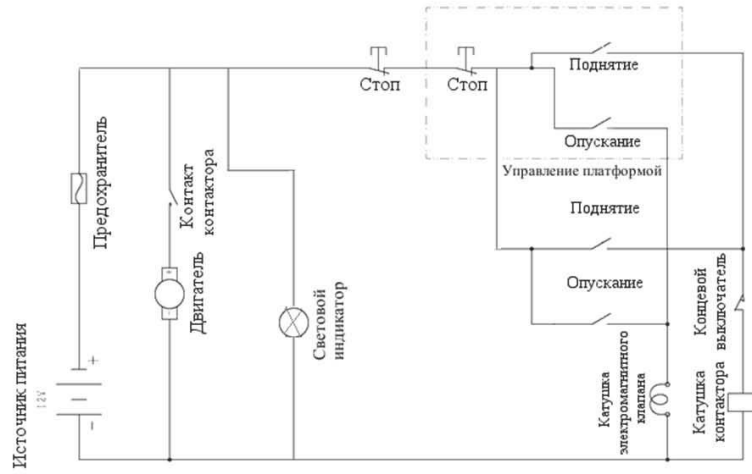 Стоп
Стоп
Поднятие
Опускание
Управление платформой
Предохранитель
Контакт
контактора
Поднятие
Опускание
Двигатель
Световой
индикатор
Концевой
выключатель
Источник питания
12V
+
−
+
-
Катушка
электромагнитного
клапана
Катушка
контактора